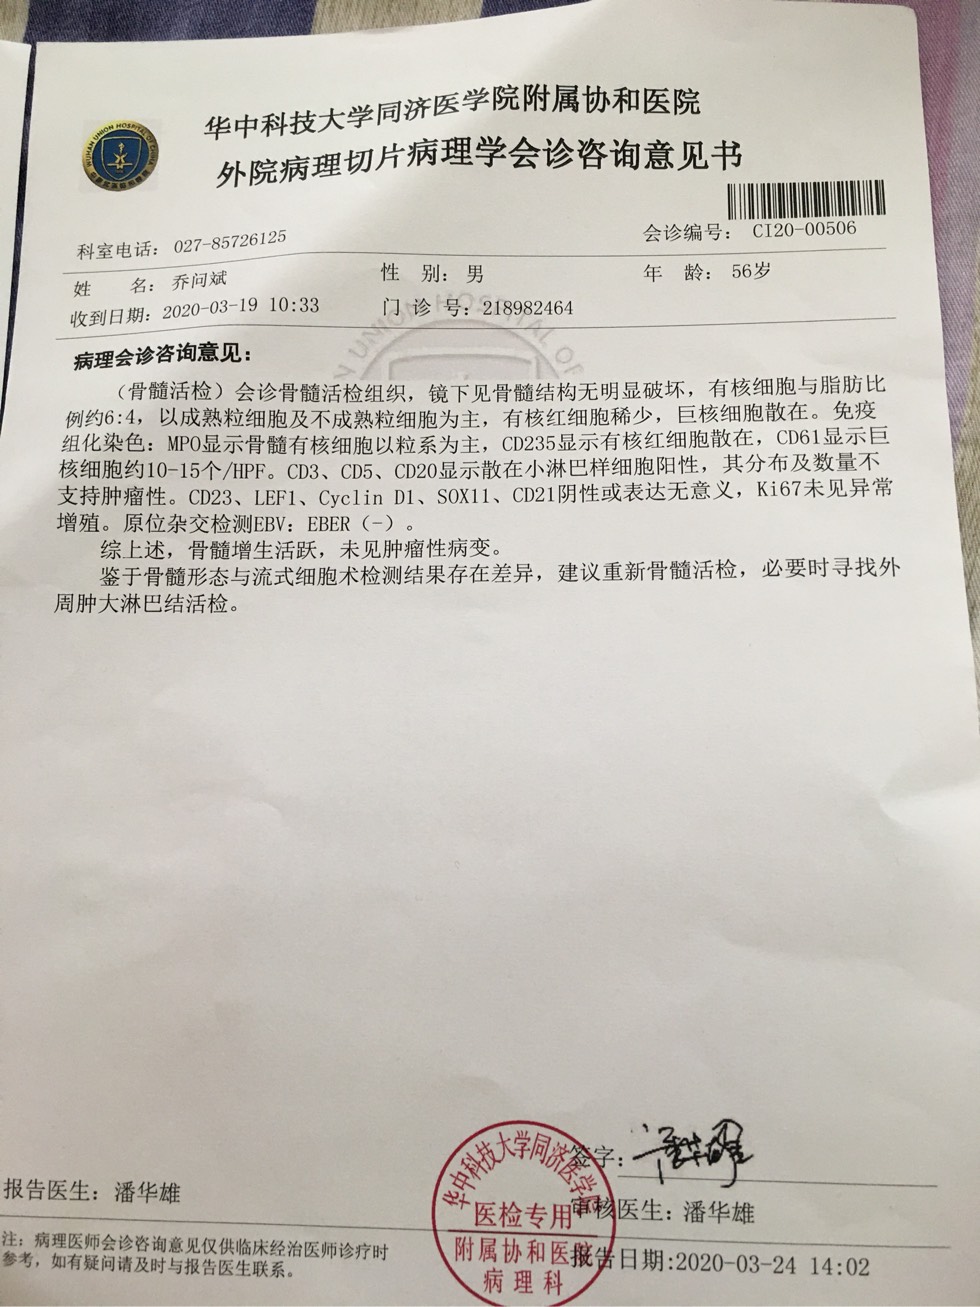 华中科技大学同济医学院附属协和医院
外院病理切片病理学会诊咨询意见书
WUHAN UNION HOSPITAL OF CHINA
科室电话：027-85726125
会诊编号：CI20-00506
姓 名：乔问斌 性 别：男 年 龄：56岁
收到日期：2020-03-19 10:33 门 诊 号：218982464
N UNION HOSPITAL OF
病理会诊咨询意见：
（骨髓活检）会诊骨髓活检组织，镜下见骨髓结构无明显破坏，有核细胞与脂肪比
例约6:4，以成熟粒细胞及不成熟粒细胞为主，有核红细胞稀少，巨核细胞散在。免疫
组化染色：MPO显示骨髓有核细胞以粒系为主，CD235显示有核红细胞散在，CD61显示巨
核细胞约10-15个/HPF。CD3、CD5、CD20显示散在小淋巴样细胞阳性，其分布及数量不
支持肿瘤性。CD23、LEF1、Cyclin D1、SOX11、CD21阴性或表达无意义，Ki67未见异常
增殖。原位杂交检测EBV：EBER（-）。
综上述，骨髓增生活跃，未见肿瘤性病变。
鉴于骨髓形态与流式细胞术检测结果存在差异，建议重新骨髓活检，必要时寻找外
周肿大淋巴结活检。
签字：潘华雄
报告医生：潘华雄
审核医生：潘华雄
注：病理医师会诊咨询意见仅供临床经治医师诊疗时
参考，如有疑问请及时与报告医生联系。
报告日期:2020-03-24 14:02
华中科技大学同济医学院
医检专用
附属协和医院
病理科